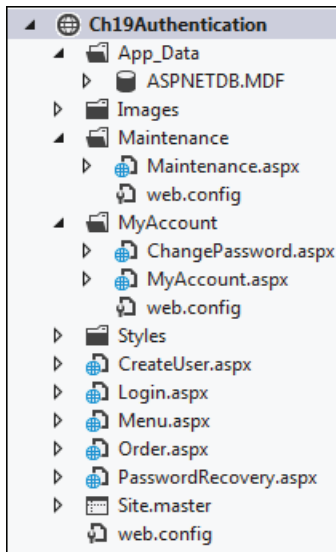 Ch19Authentication
App_Data
ASPNETDB.MDF
Images
Maintenance
Maintenance.aspx
web.config
MyAccount
ChangePassword.aspx
MyAccount.aspx
web.config
Styles
CreateUser.aspx
Login.aspx
Menu.aspx
Order.aspx
PasswordRecovery.aspx
Site.master
web.config